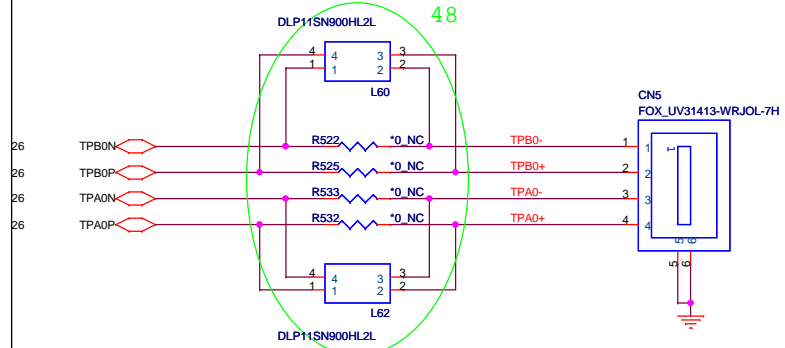 48
DLP11SN900HL2L
4 4 3 3
1 1 2 2
L60
CN5
FOX_UV31413-WRJOL-7H
26 TPB0N R522 *0_NC TPB0- 1 1 1
26 TPB0P R525 *0_NC TPB0+ 2 2
26 TPA0N R533 *0_NC TPA0- 3 3
26 TPA0P R532 *0_NC TPA0+ 4 4
5 6
5 6
4 4 3 3
1 1 2 2
L62
DLP11SN900HL2L